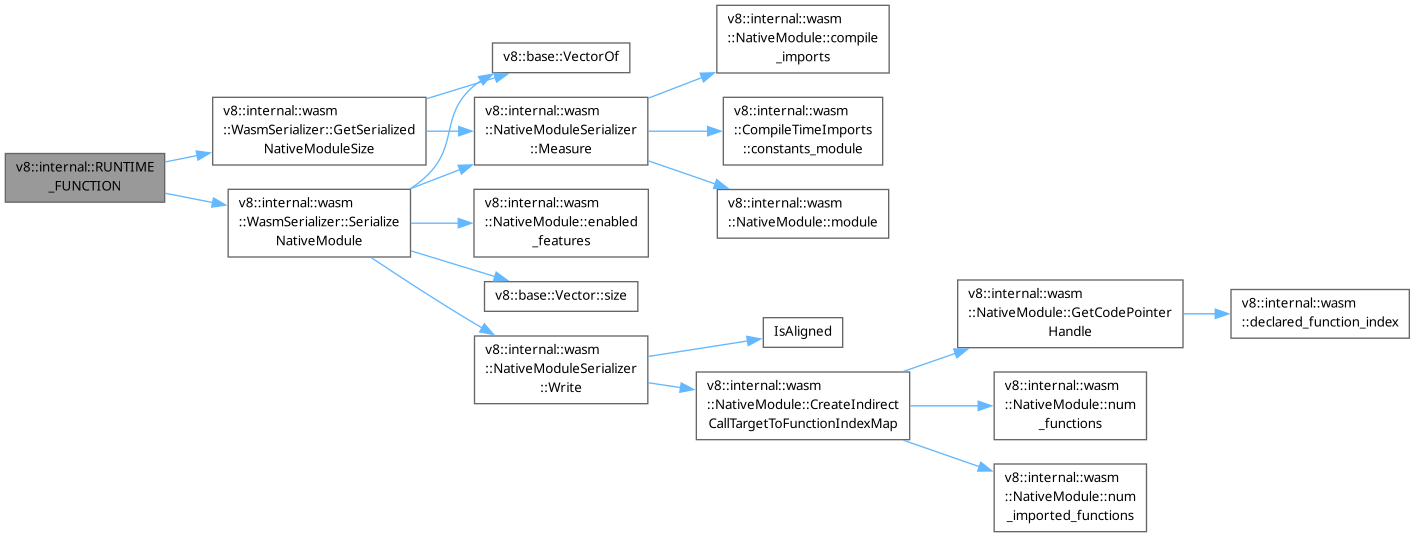 v8::internal::RUNTIME
_FUNCTION
v8::internal::wasm
::WasmSerializer::GetSerialized
NativeModuleSize
v8::internal::wasm
::WasmSerializer::Serialize
NativeModule
v8::base::VectorOf
v8::internal::wasm
::NativeModuleSerializer
::Measure
v8::internal::wasm
::NativeModule::enabled
_features
v8::base::Vector::size
v8::internal::wasm
::NativeModuleSerializer
::Write
v8::internal::wasm
::NativeModule::compile
_imports
v8::internal::wasm
::CompileTimeImports
::constants_module
v8::internal::wasm
::NativeModule::module
IsAligned
v8::internal::wasm
::NativeModule::CreateIndirect
CallTargetToFunctionIndexMap
v8::internal::wasm
::NativeModule::GetCodePointer
Handle
v8::internal::wasm
::NativeModule::num
_functions
v8::internal::wasm
::NativeModule::num
_imported_functions
v8::internal::wasm
::declared_function_index